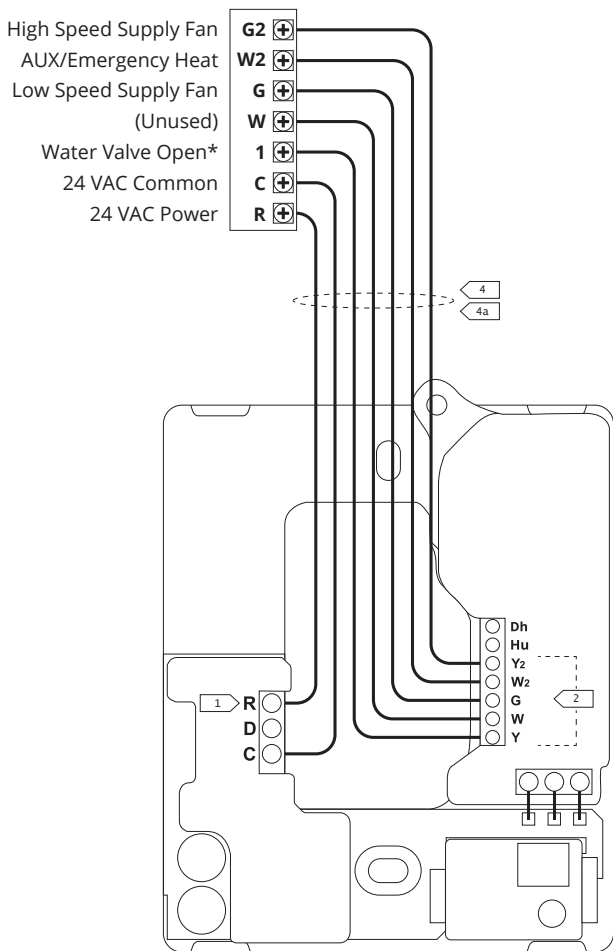 High Speed Supply Fan G2
AUX/Emergency Heat W2
Low Speed Supply Fan G
(Unused) W
Water Valve Open* 1
24 VAC Common C
24 VAC Power R
4
4a
Dh
Hu
Y2
W2
G
W
Y
2
1
R
D
C